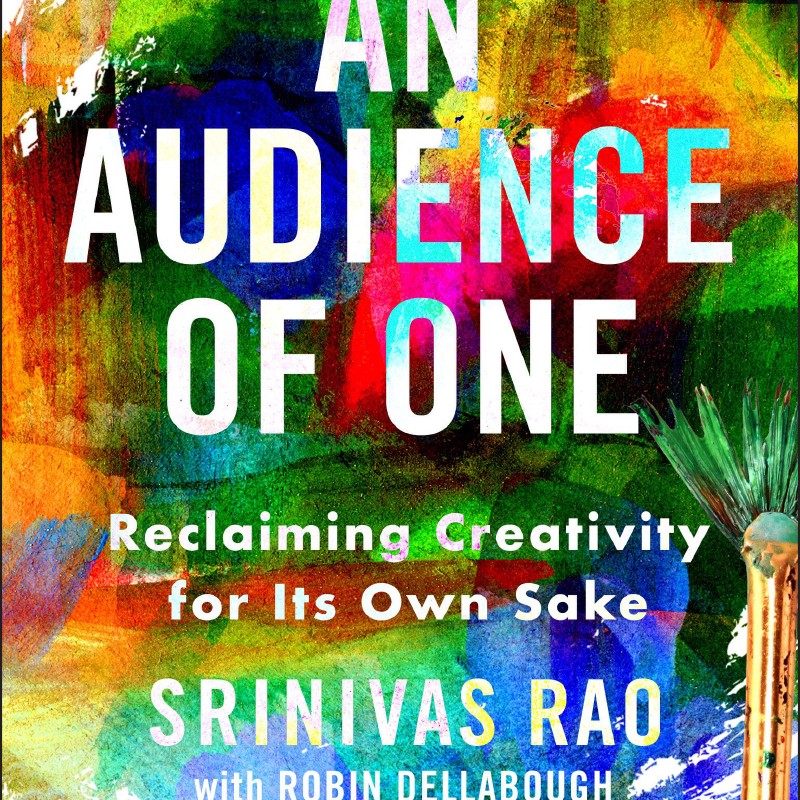 AN
AUDIENCE
OF ONE
Reclaiming Creativity
for Its Own Sake
SRINIVAS RAO
with ROBIN DELLABOUGH